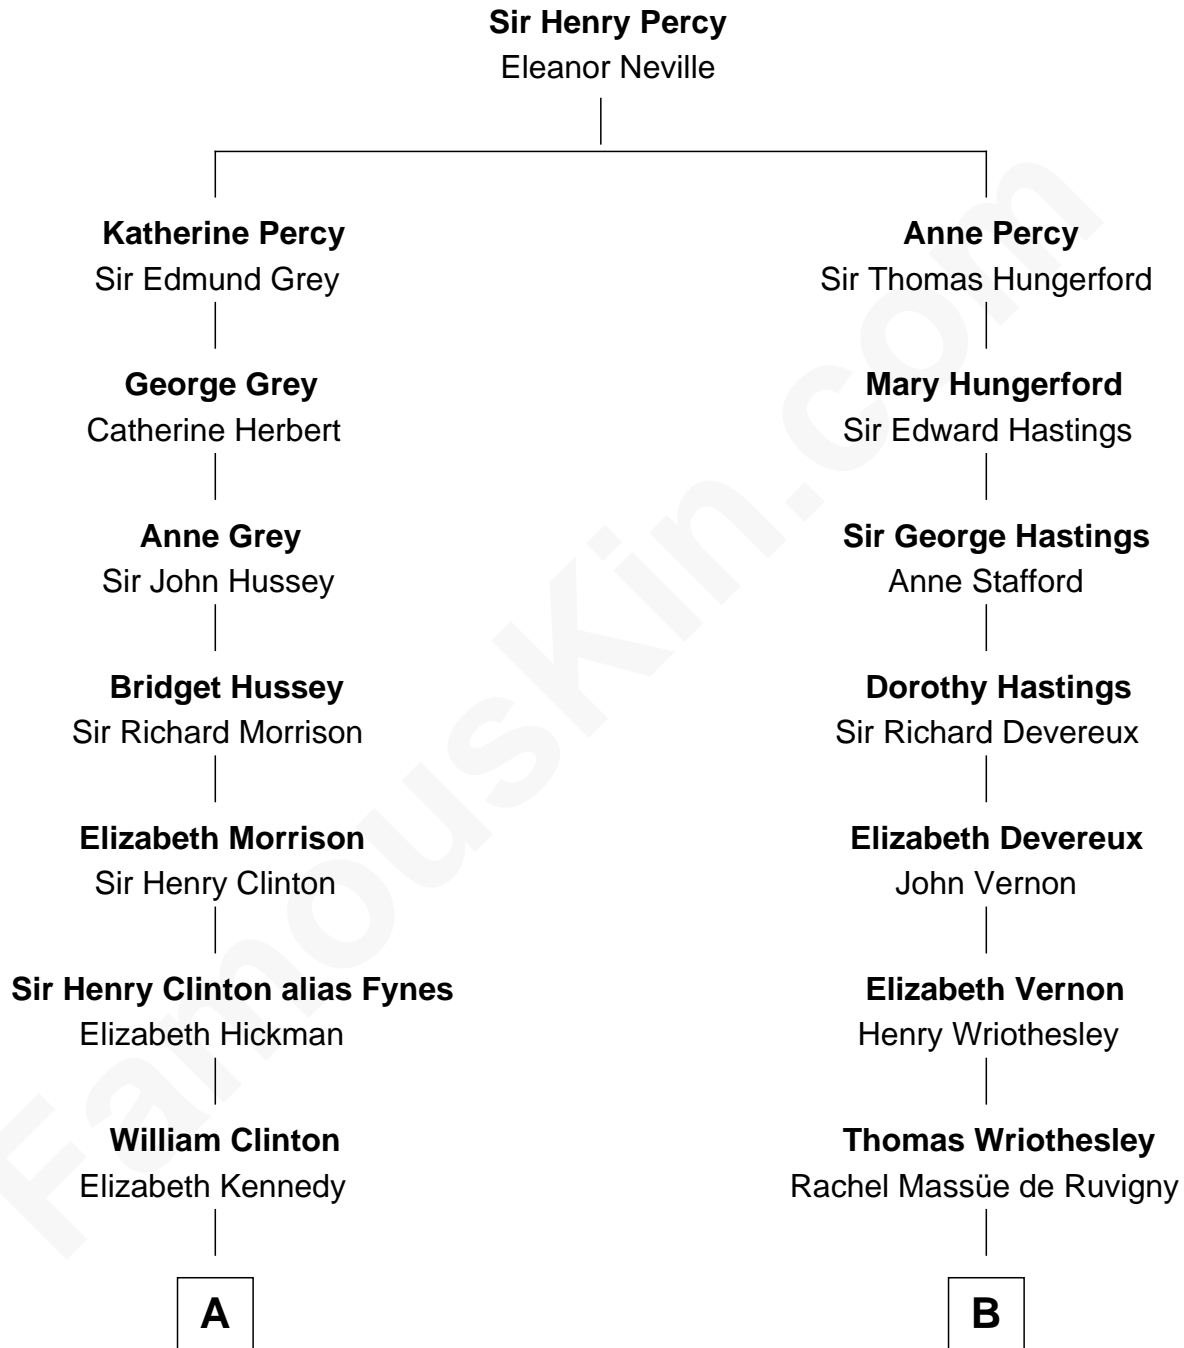 Sir Henry Percy
Eleanor Neville
Katherine Percy
Sir Edmund Grey
George Grey
Catherine Herbert
Anne Grey
Sir John Hussey
Bridget Hussey
Sir Richard Morrison
Elizabeth Morrison
Sir Henry Clinton
Sir Henry Clinton alias Fynes
Elizabeth Hickman
William Clinton
Elizabeth Kennedy
A
Anne Percy
Sir Thomas Hungerford
Mary Hungerford
Sir Edward Hastings
Sir George Hastings
Anne Stafford
Dorothy Hastings
Sir Richard Devereux
Elizabeth Devereux
John Vernon
Elizabeth Vernon
Henry Wriothesley
Thomas Wriothesley
Rachel Massüe de Ruvigny
B
FamousKin.com